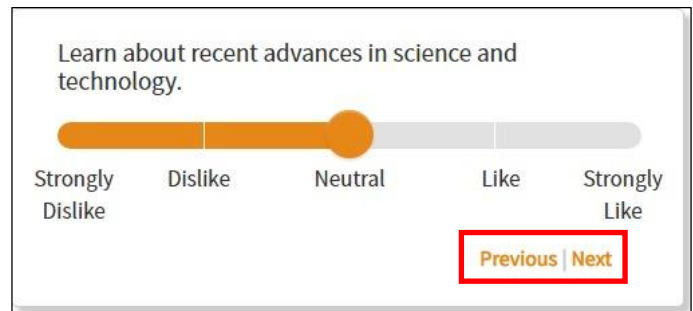 Learn about recent advances in science and
technology.
Strongly Dislike Dislike Neutral Like Strongly Like
Previous | Next